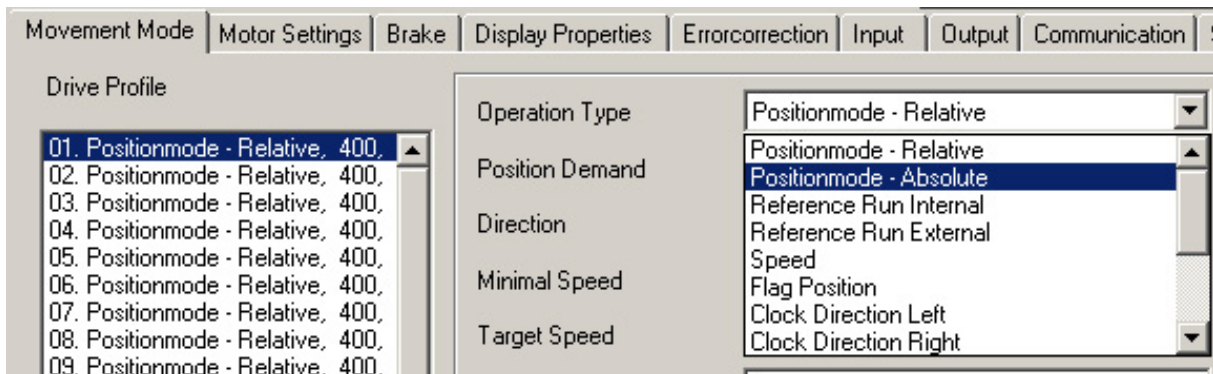 Movement Mode Motor Settings Brake Display Properties Errorcorrection Input Output Communication
Drive Profile
01. Positionmode - Relative, 400,
02. Positionmode - Relative, 400,
03. Positionmode - Relative, 400,
04. Positionmode - Relative, 400,
05. Positionmode - Relative, 400,
06. Positionmode - Relative, 400,
07. Positionmode - Relative, 400,
08. Positionmode - Relative, 400,
09. Positionmode - Relative, 400,
Operation Type
Position Demand
Direction
Minimal Speed
Target Speed
Positionmode - Relative
Positionmode - Relative
Positionmode - Absolute
Reference Run Internal
Reference Run External
Speed
Flag Position
Clock Direction Left
Clock Direction Right